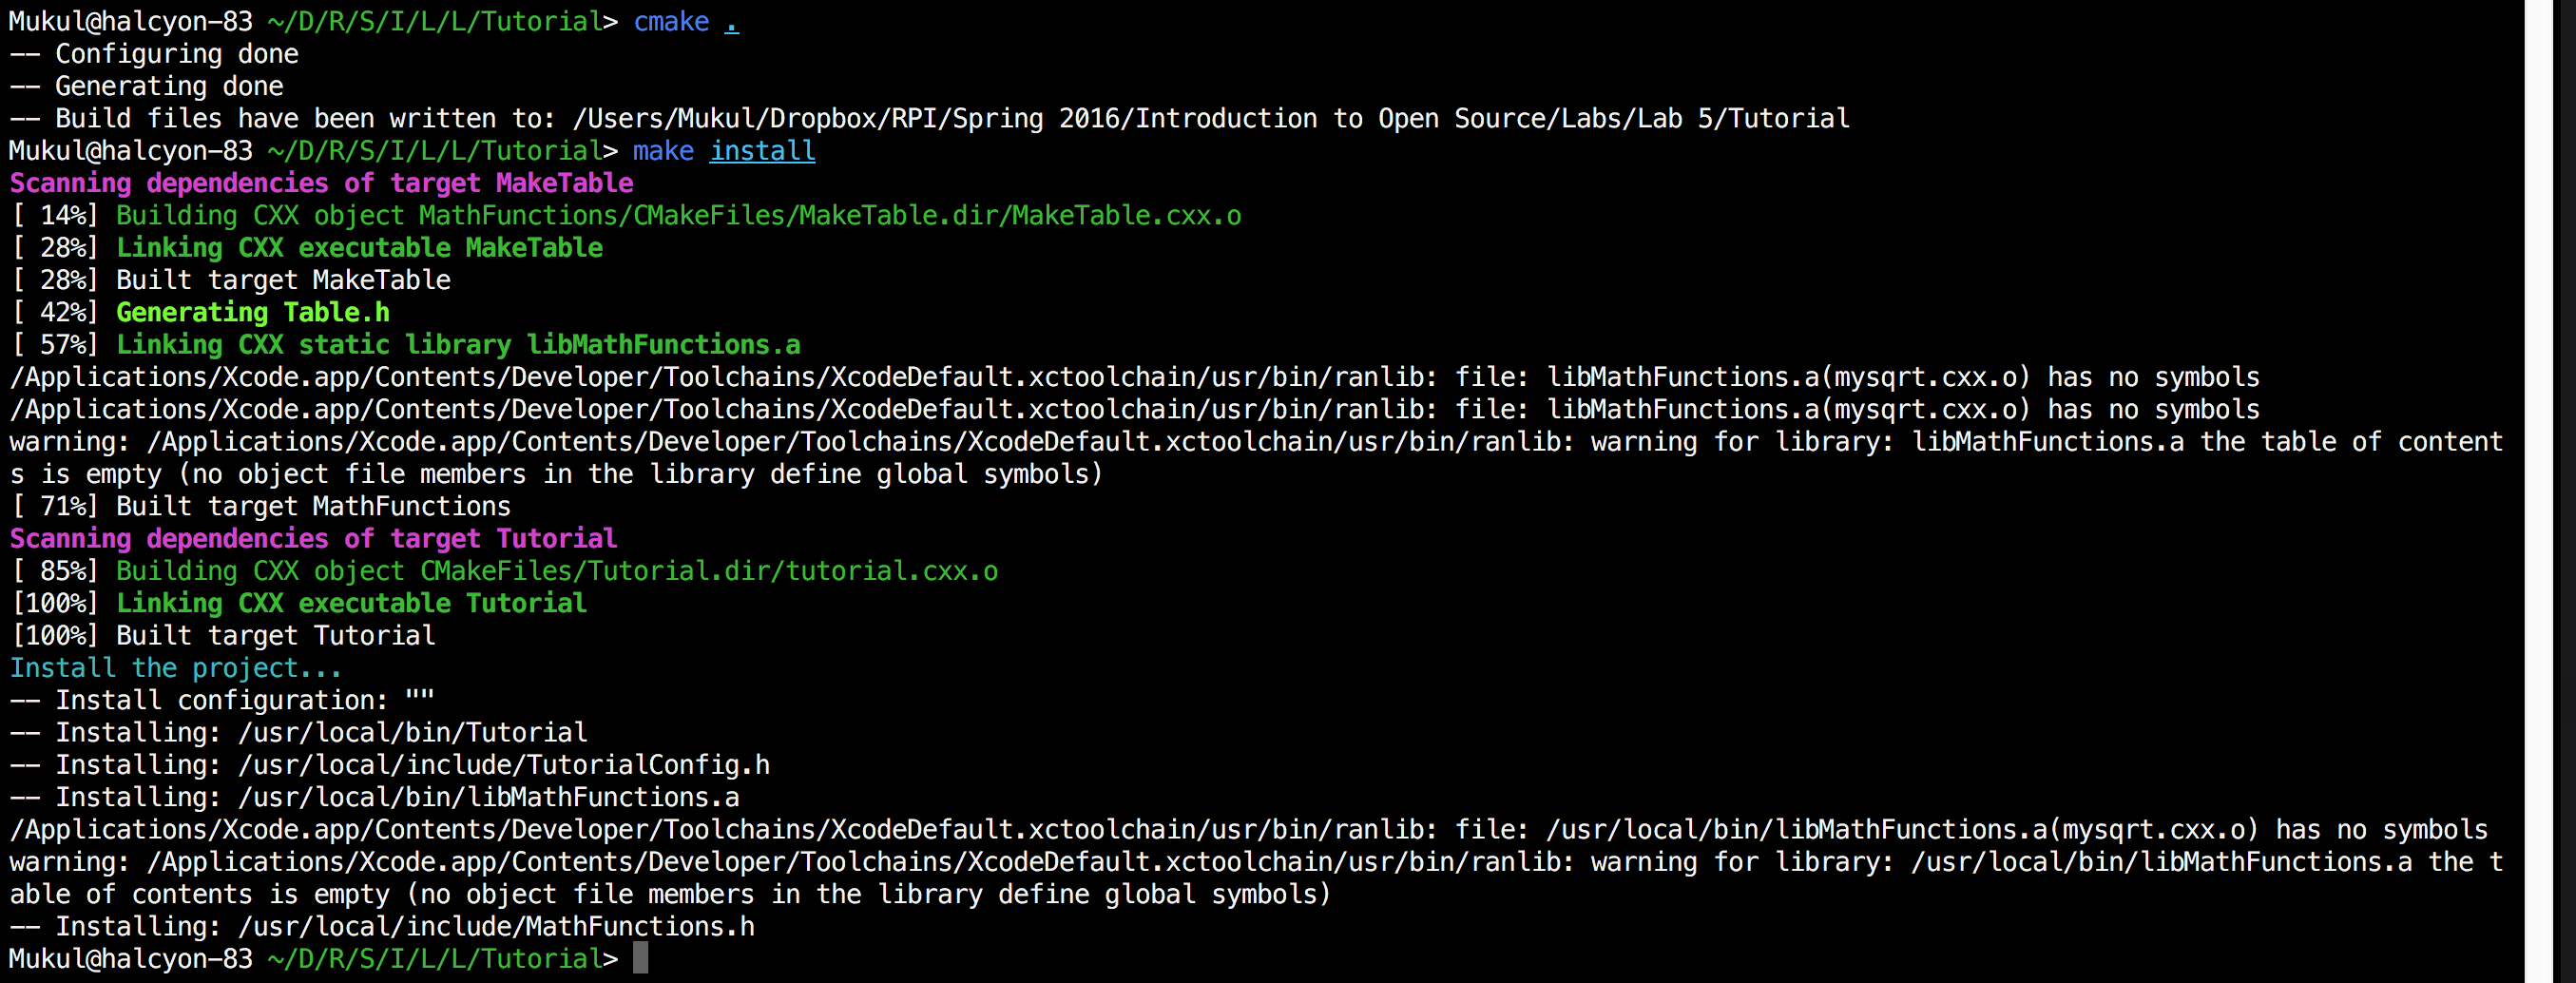 Mukul@halcyon-83 ~/D/R/S/I/L/L/Tutorial> cmake .
-- Configuring done
-- Generating done
-- Build files have been written to: /Users/Mukul/Dropbox/RPI/Spring 2016/Introduction to Open Source/Labs/Lab 5/Tutorial
Mukul@halcyon-83 ~/D/R/S/I/L/L/Tutorial> make install
Scanning dependencies of target MakeTable
[ 14%] Building CXX object MathFunctions/CMakeFiles/MakeTable.dir/MakeTable.cxx.o
[ 28%] Linking CXX executable MakeTable
[ 28%] Built target MakeTable
[ 42%] Generating Table.h
[ 57%] Linking CXX static library libMathFunctions.a
/Applications/Xcode.app/Contents/Developer/Toolchains/XcodeDefault.xctoolchain/usr/bin/ranlib: file: libMathFunctions.a(mysqrt.cxx.o) has no symbols
/Applications/Xcode.app/Contents/Developer/Toolchains/XcodeDefault.xctoolchain/usr/bin/ranlib: file: libMathFunctions.a(mysqrt.cxx.o) has no symbols
warning: /Applications/Xcode.app/Contents/Developer/Toolchains/XcodeDefault.xctoolchain/usr/bin/ranlib: warning for library: libMathFunctions.a the table of content
s is empty (no object file members in the library define global symbols)
[ 71%] Built target MathFunctions
Scanning dependencies of target Tutorial
[ 85%] Building CXX object CMakeFiles/Tutorial.dir/tutorial.cxx.o
[100%] Linking CXX executable Tutorial
[100%] Built target Tutorial
Install the project...
-- Install configuration: ""
-- Installing: /usr/local/bin/Tutorial
-- Installing: /usr/local/include/TutorialConfig.h
-- Installing: /usr/local/bin/libMathFunctions.a
/Applications/Xcode.app/Contents/Developer/Toolchains/XcodeDefault.xctoolchain/usr/bin/ranlib: file: /usr/local/bin/libMathFunctions.a(mysqrt.cxx.o) has no symbols
warning: /Applications/Xcode.app/Contents/Developer/Toolchains/XcodeDefault.xctoolchain/usr/bin/ranlib: warning for library: /usr/local/bin/libMathFunctions.a the t
able of contents is empty (no object file members in the library define global symbols)
-- Installing: /usr/local/include/MathFunctions.h
Mukul@halcyon-83 ~/D/R/S/I/L/L/Tutorial>